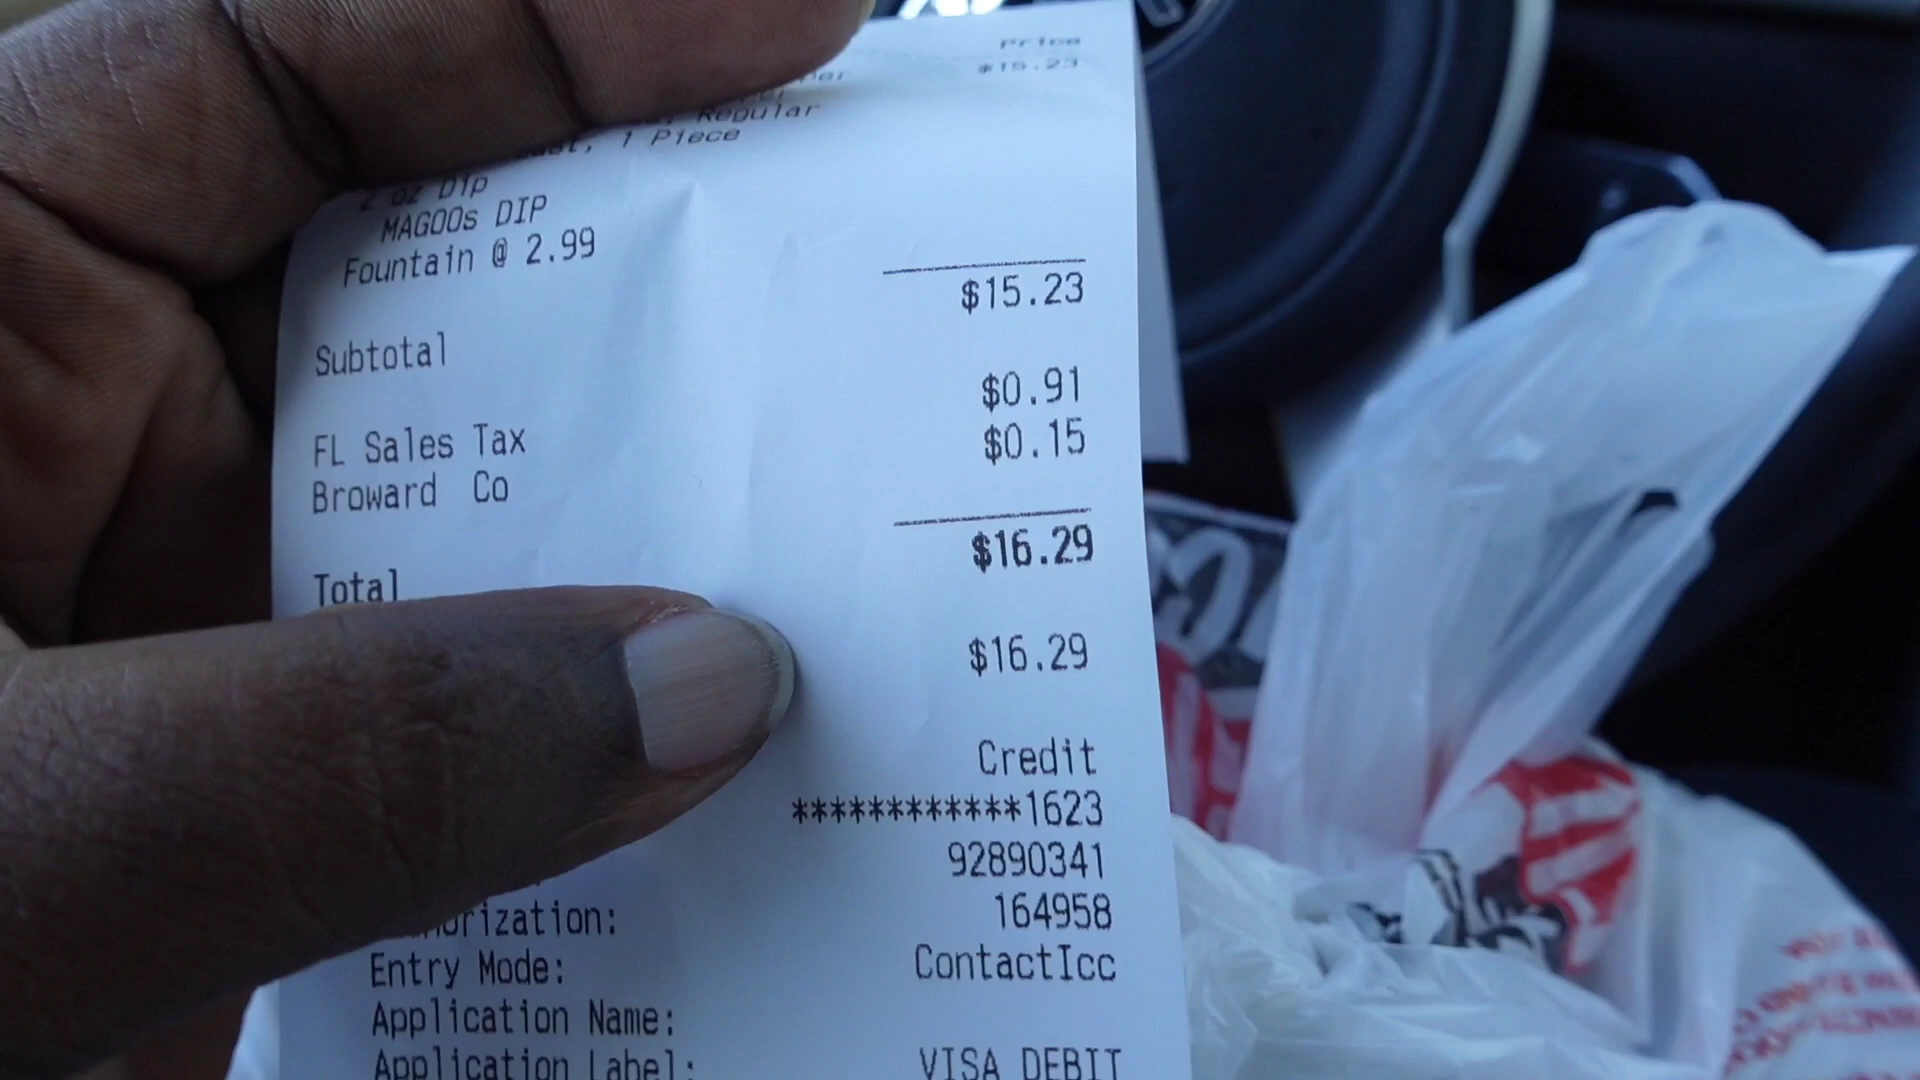 Price
$15.23
Regular
1 Piece
2 oz Dip
MAGOOs DIP
Fountain @ 2.99
$15.23
Subtotal
$0.91
FL Sales Tax
$0.15
Broward Co
$16.29
Total
$16.29
Credit
************1623
92890341
164958
Entry Mode:
ContactIcc
Application Name:
Application Label:
VISA DEBIT